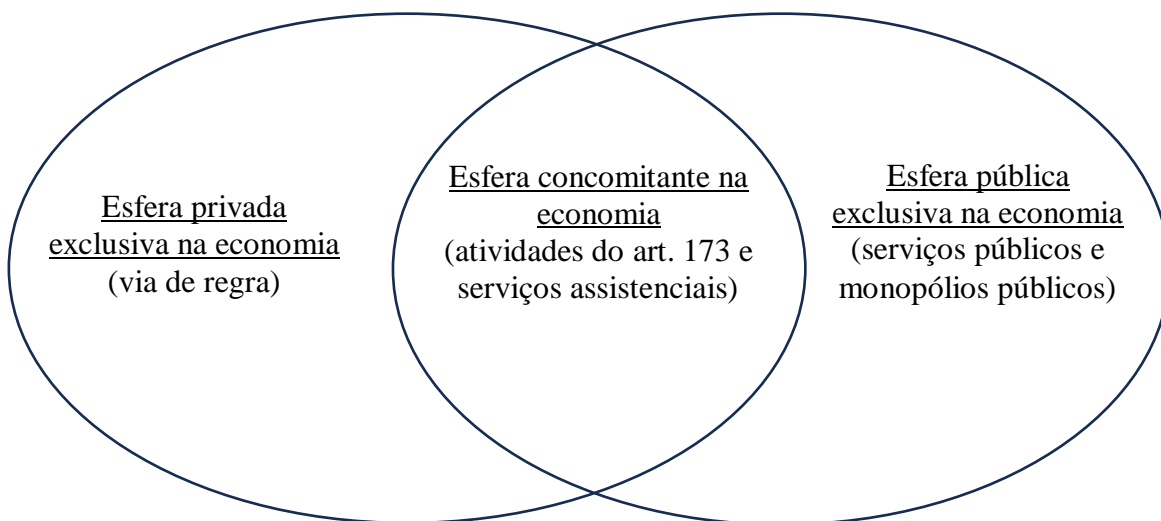 Esfera privada
exclusiva na economia
(via de regra)
Esfera concomitante na
economia
(atividades do art. 173 e
serviços assistenciais)
Esfera pública
exclusiva na economia
(serviços públicos e
monopólios públicos)